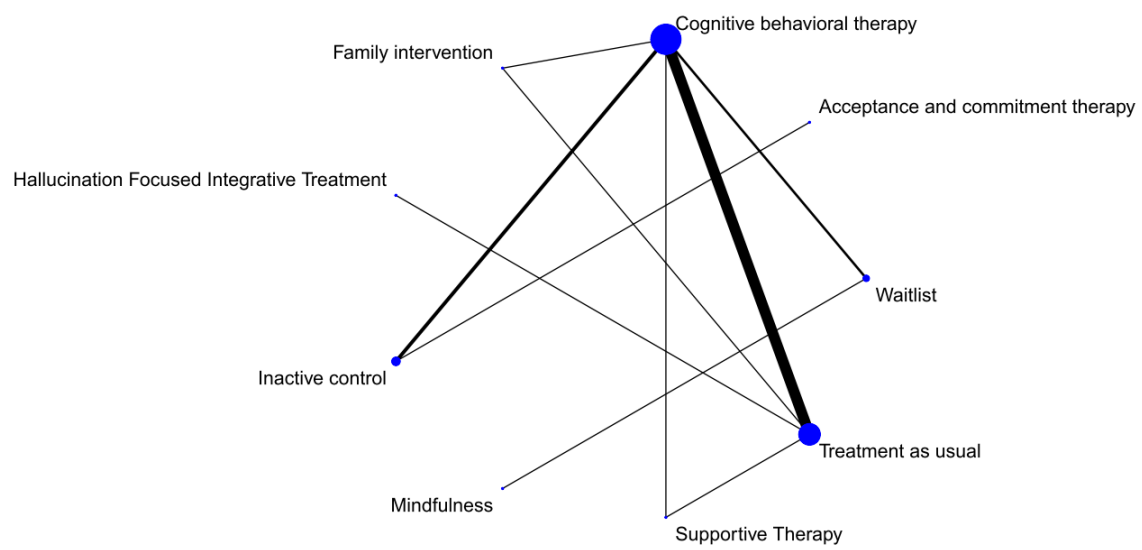 Cognitive behavioral therapy
Family intervention
Acceptance and commitment therapy
Hallucination Focused Integrative Treatment
Waitlist
Inactive control
Treatment as usual
Mindfulness
Supportive Therapy